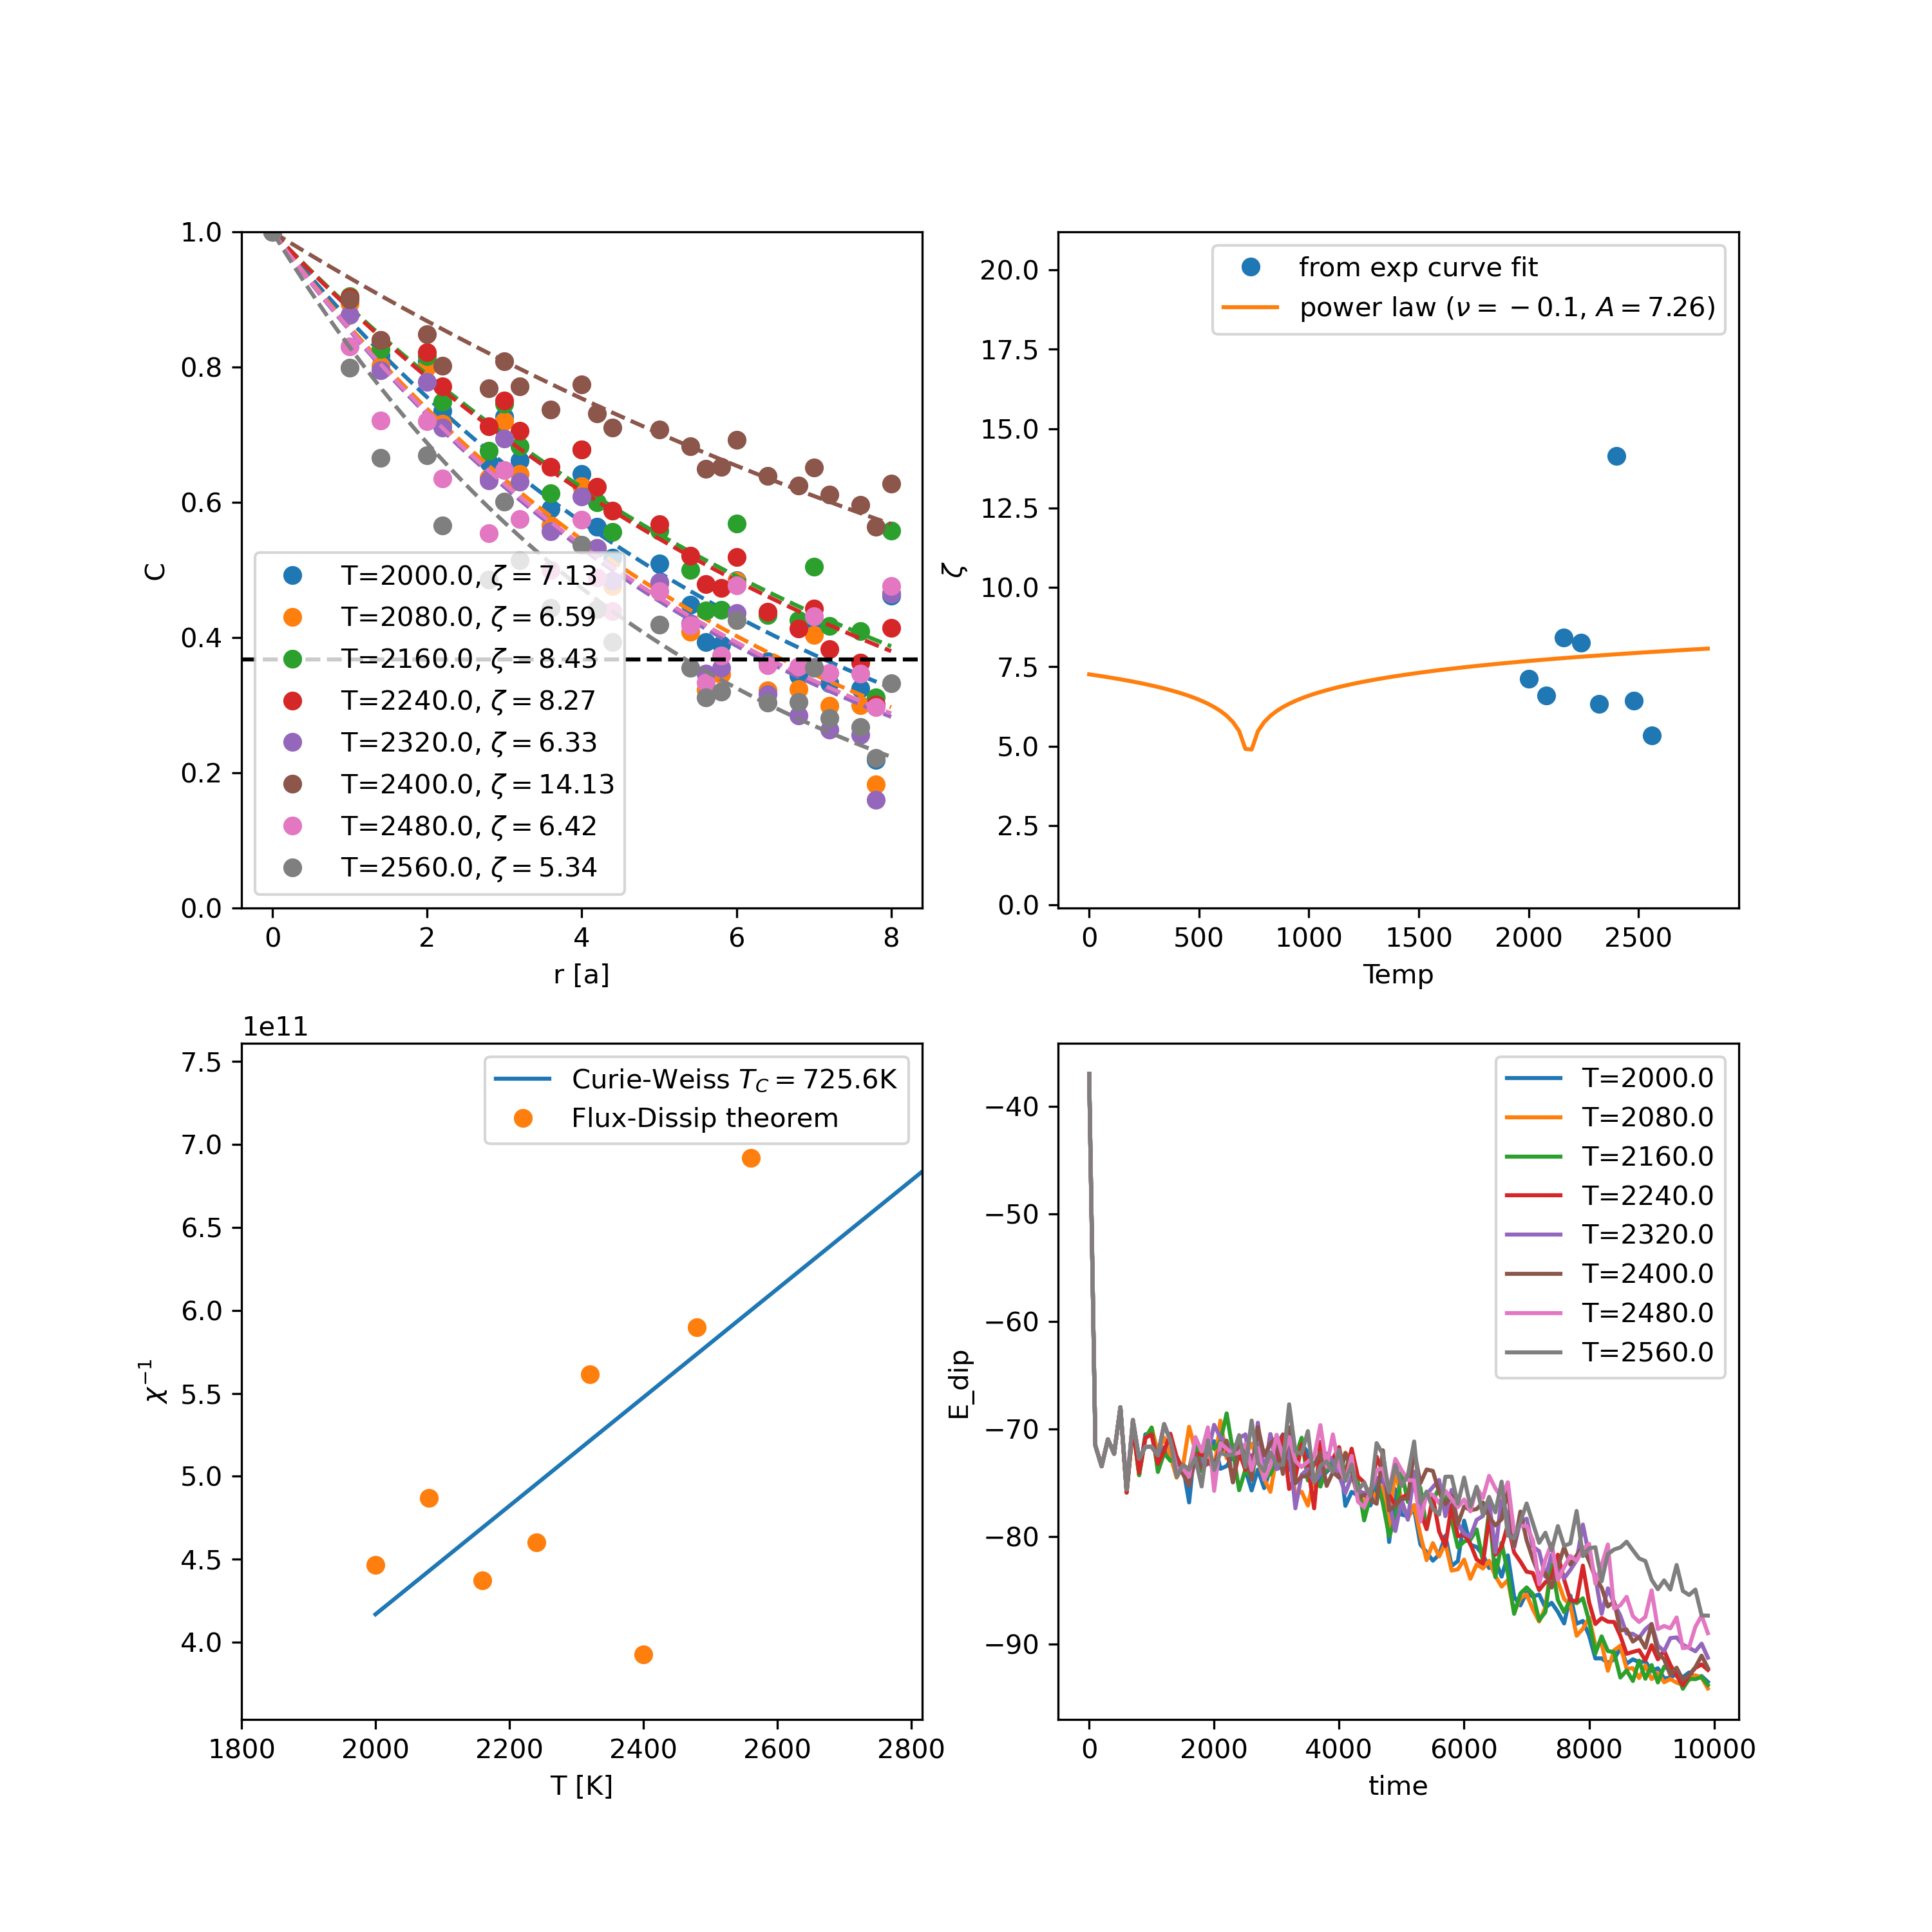 1.0
0.8
0.6
0.4
0.2
0.0
C
T=2000.0, ζ = 7.13
T=2080.0, ζ = 6.59
T=2160.0, ζ = 8.43
T=2240.0, ζ = 8.27
T=2320.0, ζ = 6.33
T=2400.0, ζ = 14.13
T=2480.0, ζ = 6.42
T=2560.0, ζ = 5.34
0 2 4 6 8
r [a]
20.0
17.5
15.0
12.5
10.0
7.5
5.0
2.5
0.0
ζ
from exp curve fit
power law (ν = −0.1, A = 7.26)
0 500 1000 1500 2000 2500
Temp
1e11
7.5
7.0
6.5
6.0
5.5
5.0
4.5
4.0
χ⁻¹
Curie-Weiss T_C = 725.6K
Flux-Dissip theorem
1800 2000 2200 2400 2600 2800
T [K]
−40
−50
−60
−70
−80
−90
E_dip
T=2000.0
T=2080.0
T=2160.0
T=2240.0
T=2320.0
T=2400.0
T=2480.0
T=2560.0
0 2000 4000 6000 8000 10000
time